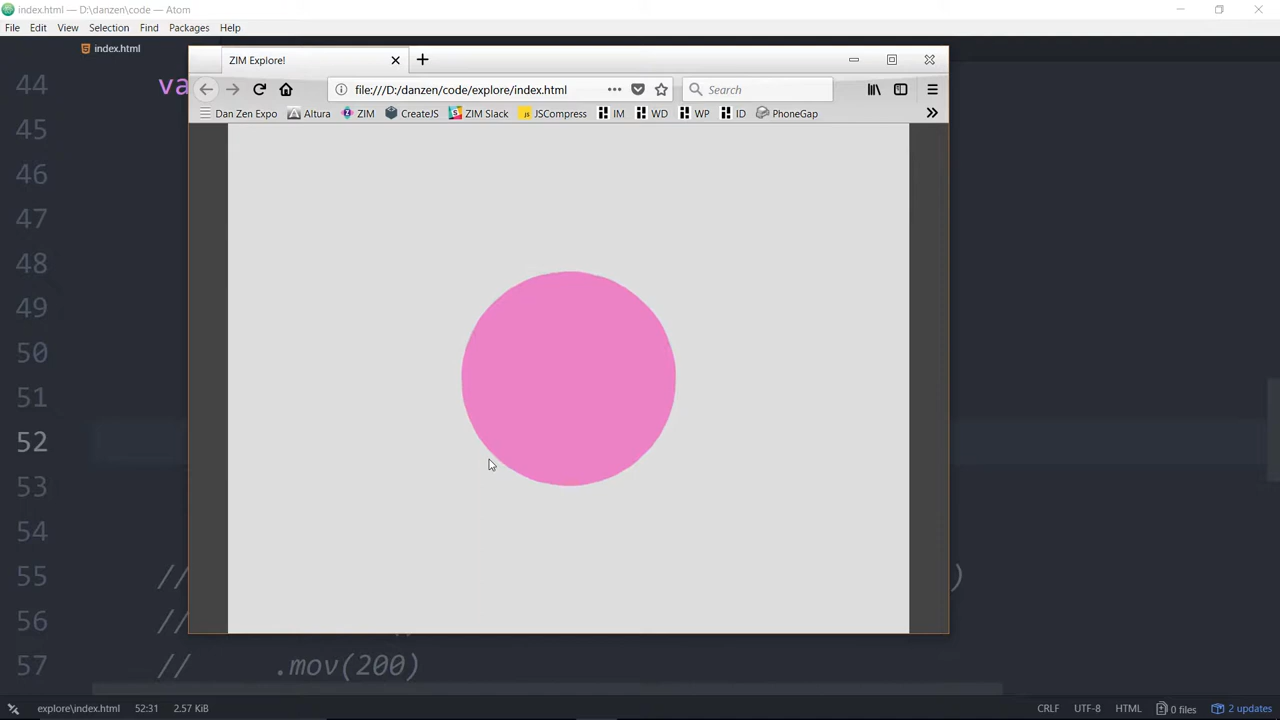 index.html — D:\danzen\code — Atom
File Edit View Selection Find Packages Help
index.html
ZIM Explore!
file:///D:/danzen/code/explore/index.html
Search
Dan Zen Expo Altura ZIM CreateJS ZIM Slack JSCompress IM WD WP ID PhoneGap
44 va
45
46
47
48
49
50
51
52
53
54
55 // )
56 //
57 // .mov(200)
explore\index.html 52:31 2.57 KiB CRLF UTF-8 HTML 0 files 2 updates